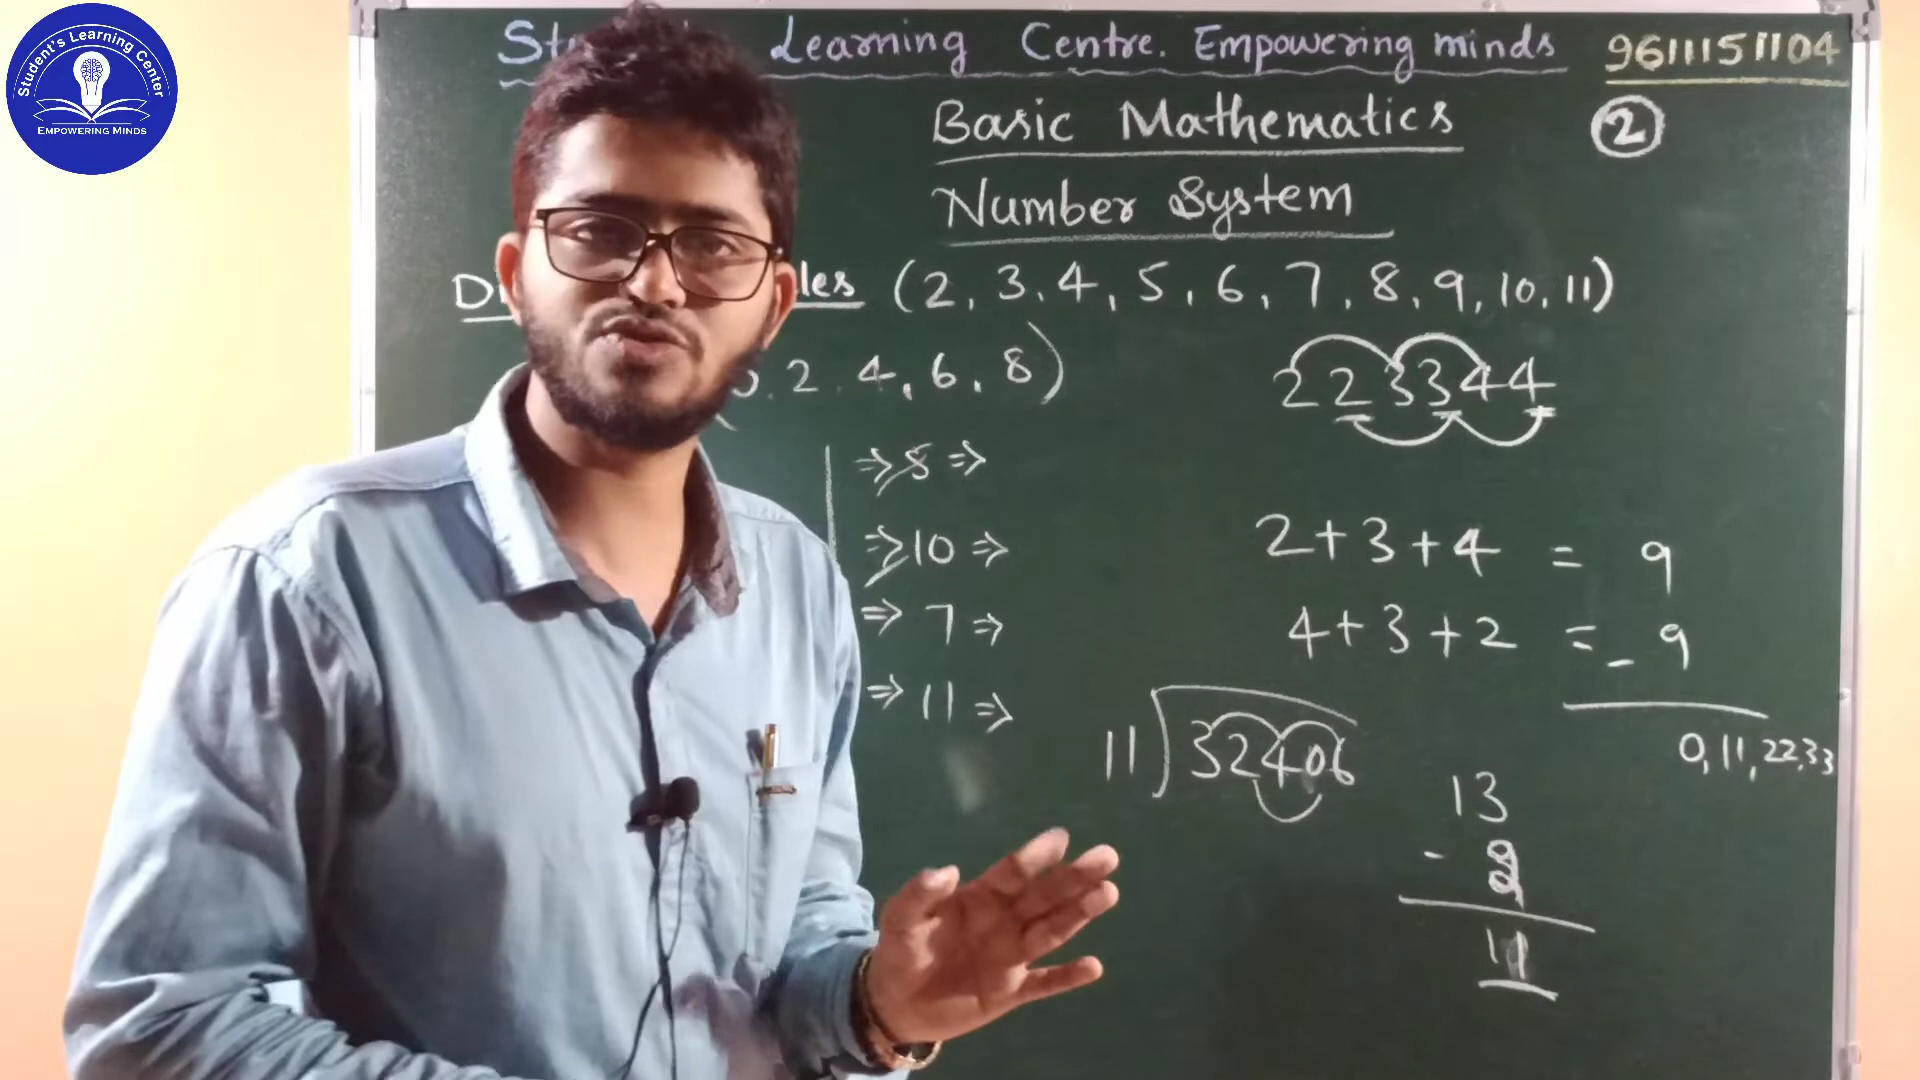 Student's Learning Center
EMPOWERING MINDS
Learning Centre. Empowering minds 9611151104
Basic Mathematics 2
Number System
(2, 3, 4, 5, 6, 7, 8, 9, 10, 11)
2, 4, 6, 8)
223344
⇒ 8 ⇒
⇒ 10 ⇒
2+3+4 = 9
⇒ 7 ⇒
4+3+2 = - 9
⇒ 11 ⇒
0, 11, 22, 33
11) 32406
13
-
11